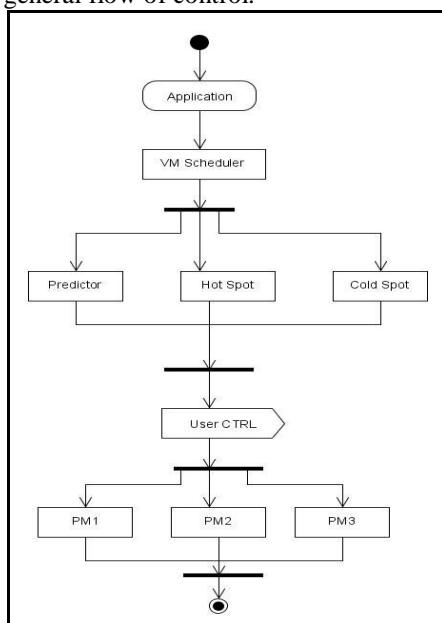 general flow of control.
Application
VM Scheduler
Predictor Hot Spot Cold Spot
User CTRL
PM1 PM2 PM3